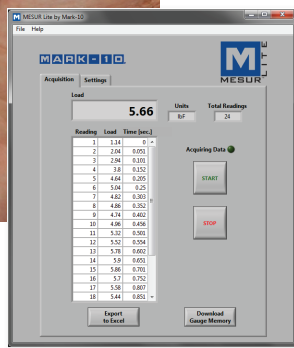 MESUR Lite by Mark-10
File Help
MARK-10
M
MESUR
LITE
Acquisition Settings
Load
5.66
Units
lbF
Total Readings
24
Reading Load Time [sec.]
1 1.14 0
2 2.04 0.051
3 2.94 0.101
4 3.8 0.152
5 4.64 0.205
6 5.04 0.25
7 4.82 0.303
8 4.86 0.352
9 4.74 0.402
10 4.96 0.456
11 5.32 0.501
12 5.52 0.554
13 5.78 0.602
14 5.9 0.651
15 5.86 0.701
16 5.7 0.752
17 5.58 0.807
18 5.44 0.851
Acquiring Data
START
STOP
Export
to Excel
Download
Gauge Memory